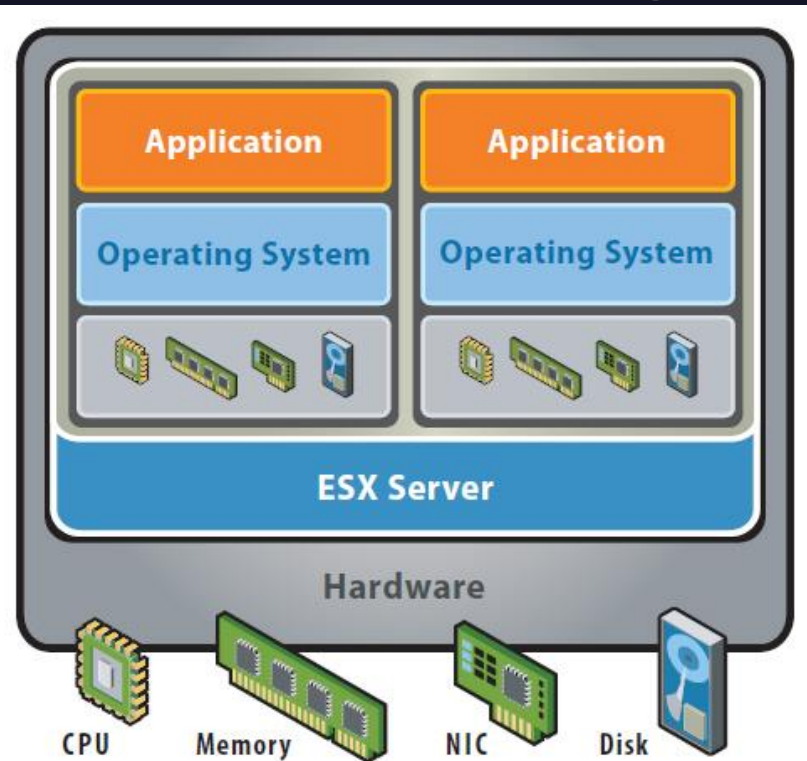 Application
Application
Operating System
Operating System
ESX Server
Hardware
CPU
Memory
NIC
Disk